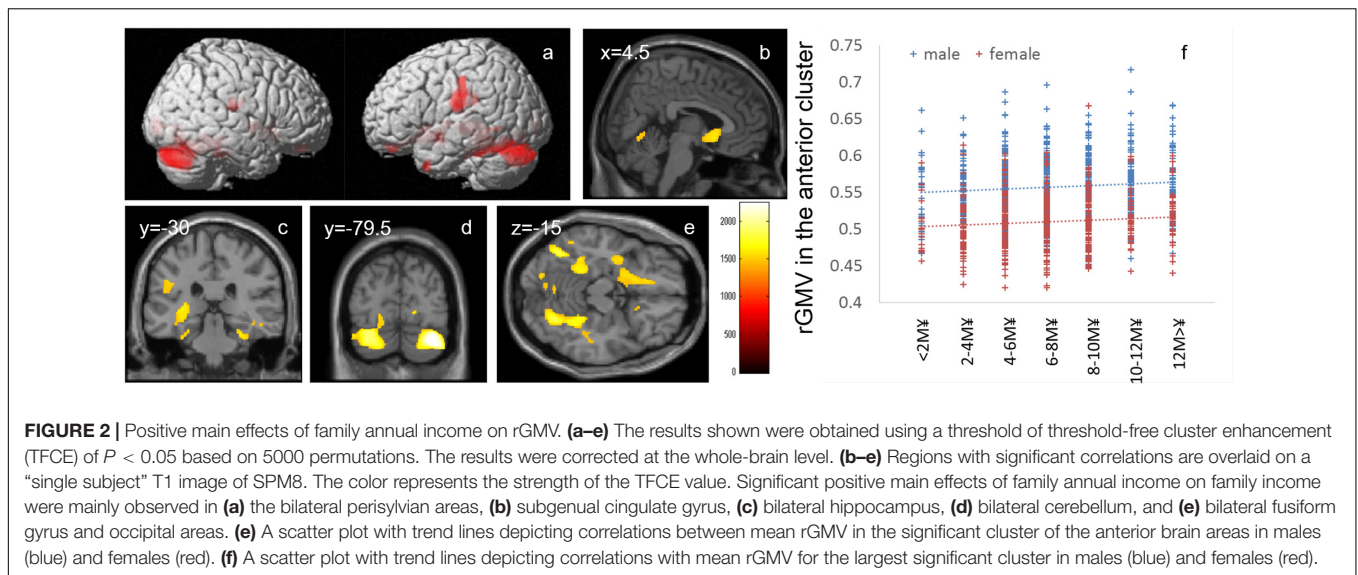 a
x=4.5
b
y=-30
c
y=-79.5
d
z=-15
e
2000
1500
1000
500
0
male
female
f
rGMV in the anterior cluster
0.75
0.7
0.65
0.6
0.55
0.5
0.45
0.4
<2M¥
2-4M¥
4-6M¥
6-8M¥
8-10M¥
10-12M¥
12M>¥
FIGURE 2 | Positive main effects of family annual income on rGMV. (a–e) The results shown were obtained using a threshold of threshold-free cluster enhancement
(TFCE) of P < 0.05 based on 5000 permutations. The results were corrected at the whole-brain level. (b–e) Regions with significant correlations are overlaid on a
“single subject” T1 image of SPM8. The color represents the strength of the TFCE value. Significant positive main effects of family annual income on family income
were mainly observed in (a) the bilateral perisylvian areas, (b) subgenual cingulate gyrus, (c) bilateral hippocampus, (d) bilateral cerebellum, and (e) bilateral fusiform
gyrus and occipital areas. (e) A scatter plot with trend lines depicting correlations between mean rGMV in the significant cluster of the anterior brain areas in males
(blue) and females (red). (f) A scatter plot with trend lines depicting correlations with mean rGMV for the largest significant cluster in males (blue) and females (red).